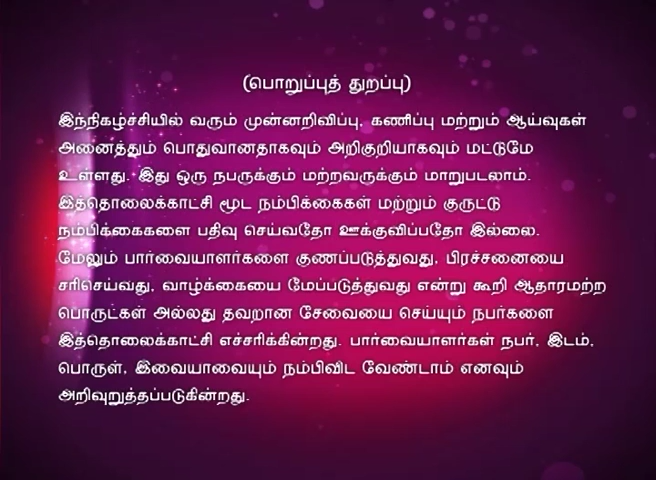 (பொறுப்புத் துறப்பு)
இந்நிகழ்ச்சியில் வரும் முன்னறிவிப்பு, கணிப்பு மற்றும் ஆய்வுகள்
அனைத்தும் பொதுவானதாகவும் அறிகுறியாகவும் மட்டுமே
உள்ளது. இது ஒரு நபருக்கும் மற்றவருக்கும் மாறுபடலாம்.
இத்தொலைக்காட்சி மூட நம்பிக்கைகள் மற்றும் குருட்டு
நம்பிக்கைகளை பதிவு செய்வதோ ஊக்குவிப்பதோ இல்லை.
மேலும் பார்வையாளர்களை குணப்படுத்துவது, பிரச்சனையை
சரிசெய்வது, வாழ்க்கையை மேப்படுத்துவது என்று கூறி ஆதாரமற்ற
பொருட்கள் அல்லது தவறான சேவையை செய்யும் நபர்களை
இத்தொலைக்காட்சி எச்சரிக்கின்றது. பார்வையாளர்கள் நபர், இடம்,
பொருள், இவையாவையும் நம்பிவிட வேண்டாம் எனவும்
அறிவுறுத்தப்படுகின்றது.